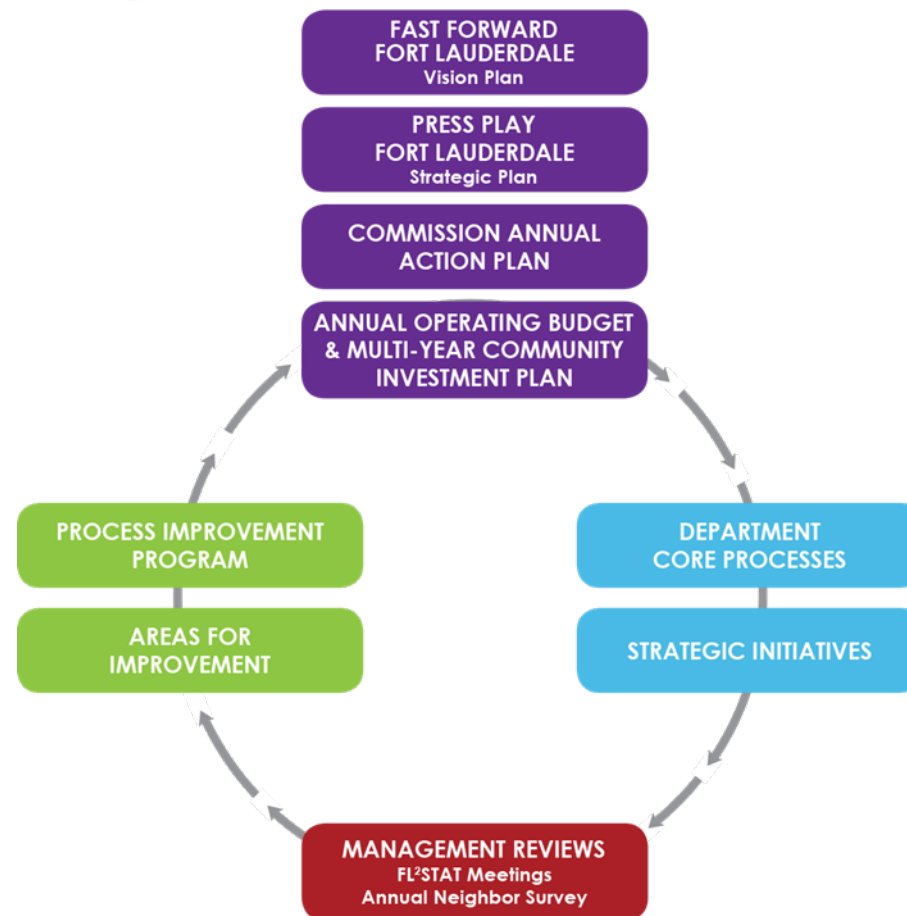 FAST FORWARD
FORT LAUDERDALE
Vision Plan
PRESS PLAY
FORT LAUDERDALE
Strategic Plan
COMMISSION ANNUAL
ACTION PLAN
ANNUAL OPERATING BUDGET
& MULTI-YEAR COMMUNITY
INVESTMENT PLAN
DEPARTMENT
CORE PROCESSES
STRATEGIC INITIATIVES
MANAGEMENT REVIEWS
FL²STAT Meetings
Annual Neighbor Survey
AREAS FOR
IMPROVEMENT
PROCESS IMPROVEMENT
PROGRAM